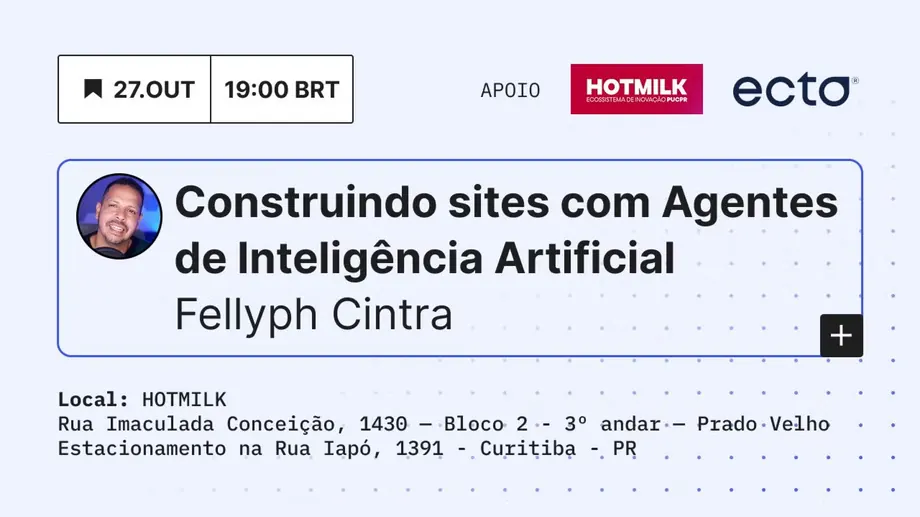 27.OUT
19:00 BRT
APOIO
HOTMILK
ECOSSISTEMA DE INOVAÇÃO PUCPR
ecto®
Construindo sites com Agentes
de Inteligência Artificial
Fellyph Cintra
Local: HOTMILK
Rua Imaculada Conceição, 1430 — Bloco 2 - 3º andar — Prado Velho
Estacionamento na Rua Iapó, 1391 - Curitiba - PR